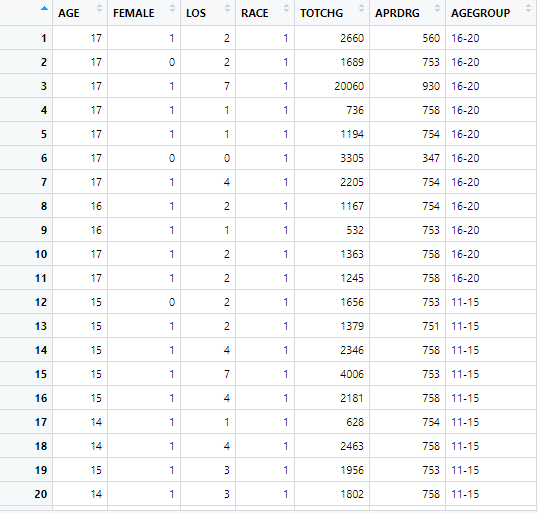 AGE FEMALE LOS RACE TOTCHG APRDRG AGEGROUP
1 17 1 2 1 2660 560 16-20
2 17 0 2 1 1689 753 16-20
3 17 1 7 1 20060 930 16-20
4 17 1 1 1 736 758 16-20
5 17 1 1 1 1194 754 16-20
6 17 0 0 1 3305 347 16-20
7 17 1 4 1 2205 754 16-20
8 16 1 2 1 1167 754 16-20
9 16 1 1 1 532 753 16-20
10 17 1 2 1 1363 758 16-20
11 17 1 2 1 1245 758 16-20
12 15 0 2 1 1656 753 11-15
13 15 1 2 1 1379 751 11-15
14 15 1 4 1 2346 758 11-15
15 15 1 7 1 4006 753 11-15
16 15 1 4 1 2181 758 11-15
17 14 1 1 1 628 754 11-15
18 14 1 4 1 2463 758 11-15
19 15 1 3 1 1956 753 11-15
20 14 1 3 1 1802 758 11-15